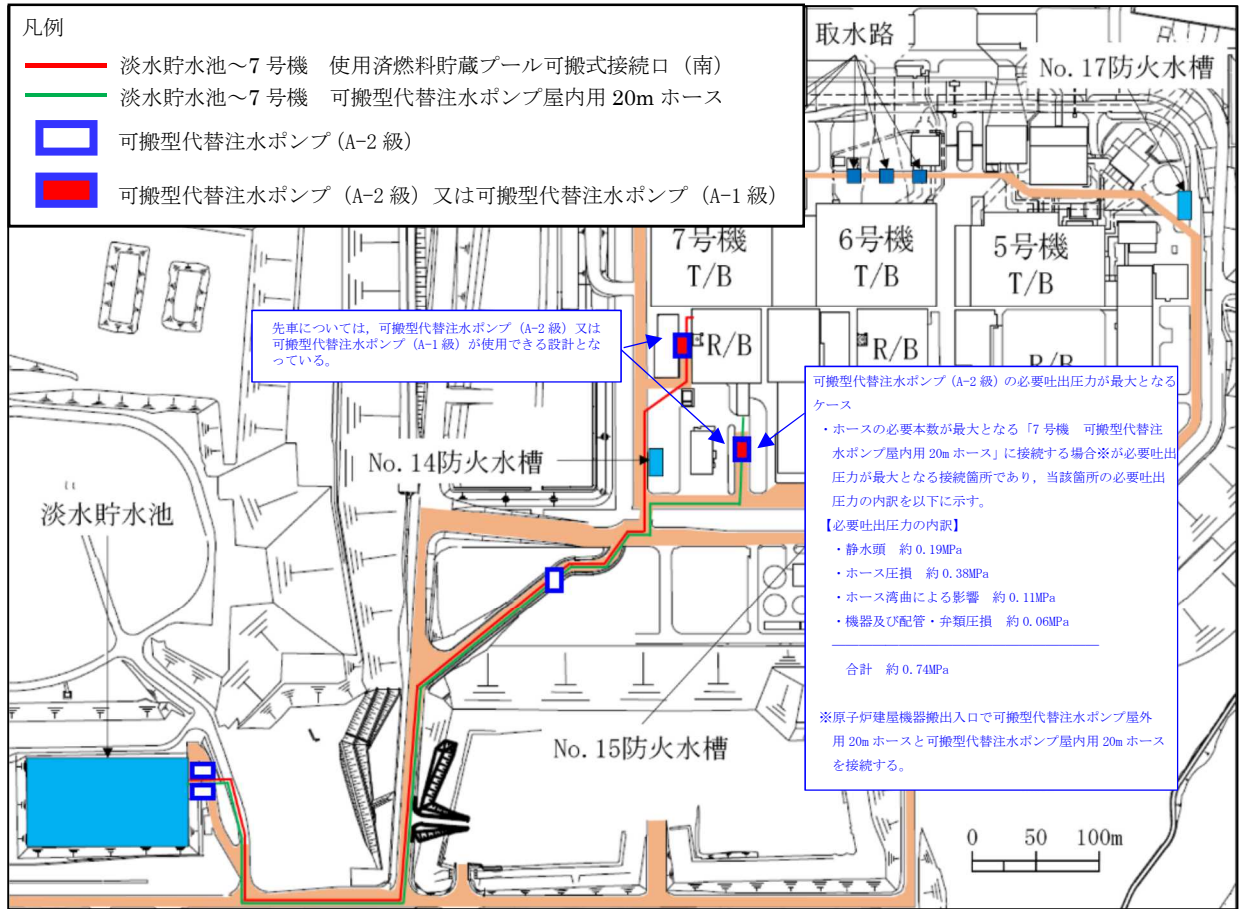 凡例
淡水貯水池～7 号機　使用済燃料貯蔵プール可搬式接続口（南）
淡水貯水池～7 号機　可搬型代替注水ポンプ屋内用 20m ホース
可搬型代替注水ポンプ（A-2 級）
可搬型代替注水ポンプ（A-2 級）又は可搬型代替注水ポンプ（A-1 級）
取水路
No.17防火水槽
7号機
T/B
6号機
T/B
5号機
T/B
先車については，可搬型代替注水ポンプ（A-2 級）又は
可搬型代替注水ポンプ（A-1 級）が使用できる設計とな
っている。
R/B
R/B
R/B
可搬型代替注水ポンプ（A-2 級）の必要吐出圧力が最大となる
ケース
・ホースの必要本数が最大となる「7 号機　可搬型代替注
水ポンプ屋内用 20m ホース」に接続する場合※が必要吐出
圧力が最大となる接続箇所であり，当該箇所の必要吐出
圧力の内訳を以下に示す。
【必要吐出圧力の内訳】
・静水頭　約 0.19MPa
・ホース圧損　約 0.38MPa
・ホース湾曲による影響　約 0.11MPa
・機器及び配管・弁類圧損　約 0.06MPa
合計　約 0.74MPa
※原子炉建屋機器搬出入口で可搬型代替注水ポンプ屋外
用 20m ホースと可搬型代替注水ポンプ屋内用 20m ホース
を接続する。
No.14防火水槽
淡水貯水池
No.15防火水槽
0 50 100m